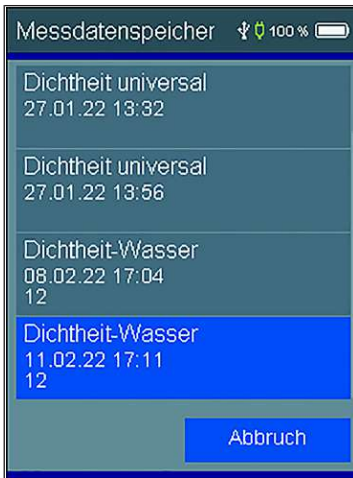 Messdatenspeicher 100 %
Dichtheit universal
27.01.22 13:32
Dichtheit universal
27.01.22 13:56
Dichtheit-Wasser
08.02.22 17:04
12
Dichtheit-Wasser
11.02.22 17:11
12
Abbruch